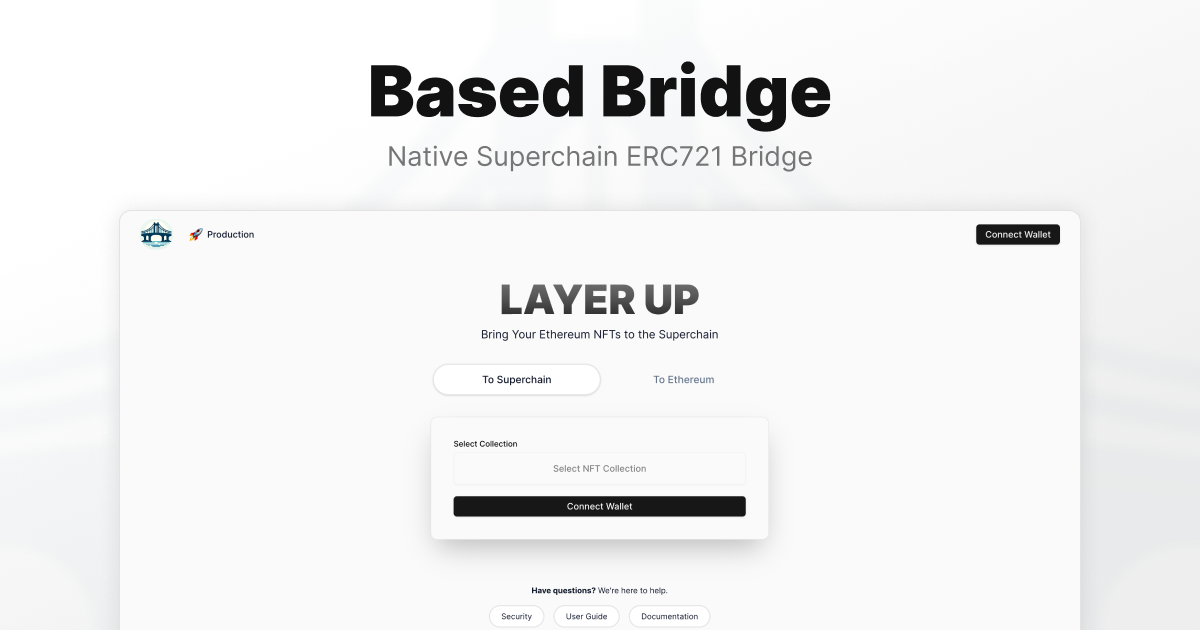 Based Bridge
Native Superchain ERC721 Bridge
Production
Connect Wallet
LAYER UP
Bring Your Ethereum NFTs to the Superchain
To Superchain
To Ethereum
Select Collection
Select NFT Collection
Connect Wallet
Have questions? We're here to help.
Security
User Guide
Documentation